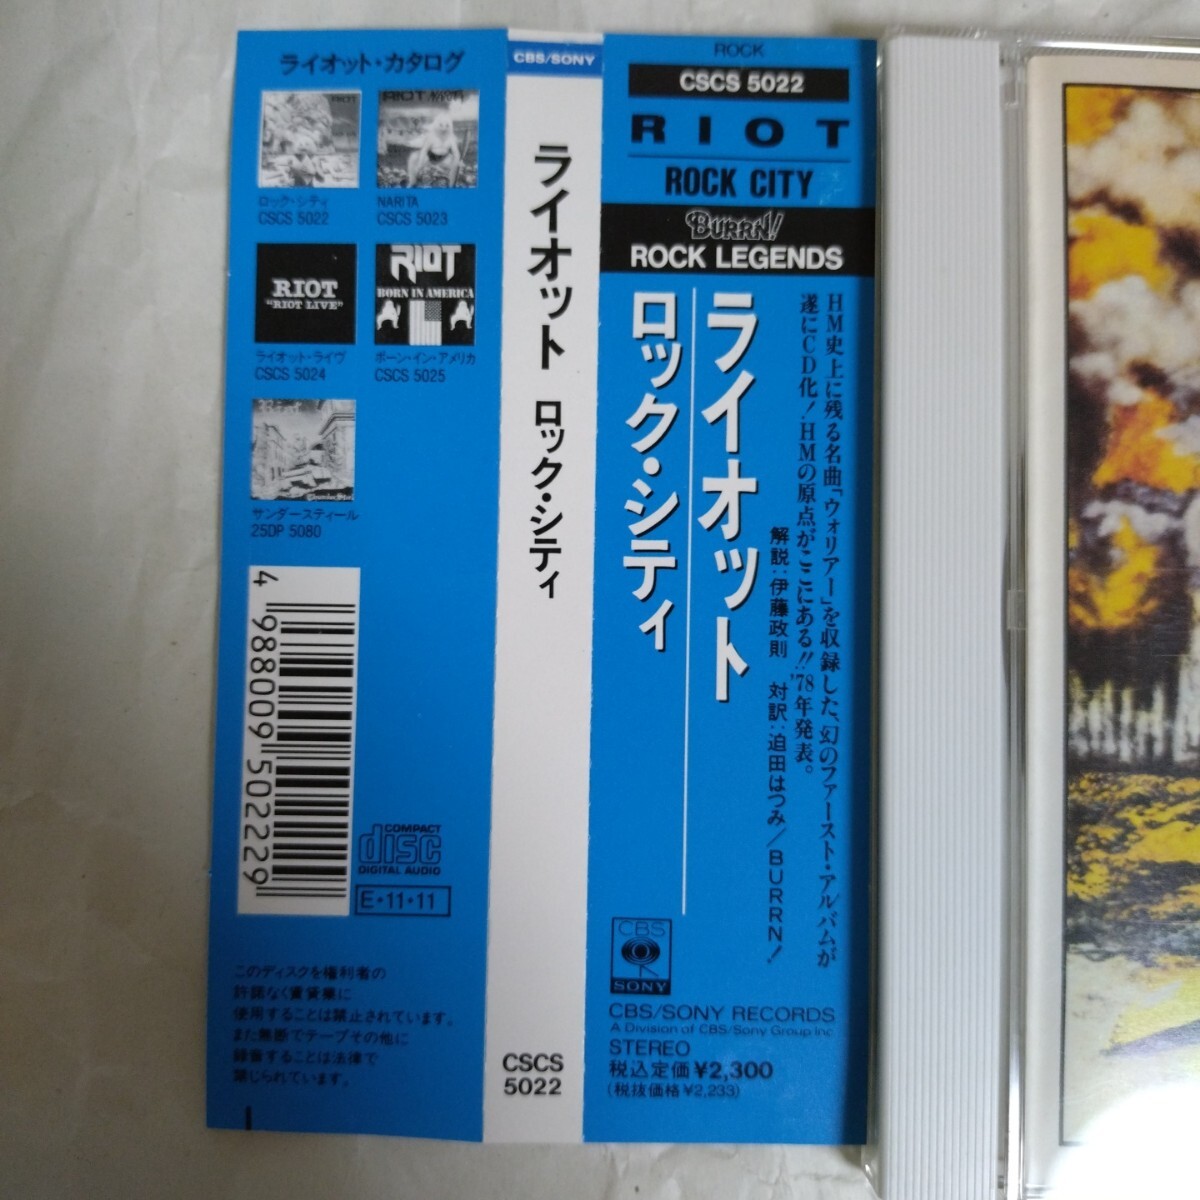 ライオット・カタログ
RIOT
ロック・シティ
CSCS 5022
RIOT
NARITA
CSCS 5023
RIOT
"RIOT LIVE"
ライオット・ライヴ
CSCS 5024
RIOT
BORN IN AMERICA
ボーン・イン・アメリカ
CSCS 5025
Riot
ThunderSteel
サンダースティール
25DP 5080
4 988009 502229
COMPACT
disc
DIGITAL AUDIO
E・11・11
このディスクを権利者の
許諾なく賃貸業に
使用することは禁止されています。
また無断でテープその他に
録音することは法律で
禁じられています。
CBS/SONY
ライオット ロック・シティ
CSCS
5022
ROCK
CSCS 5022
RIOT
ROCK CITY
BURRN!
ROCK LEGENDS
HM史上に残る名曲「ウォリアー」を収録した、幻のファースト・アルバムが
遂にCD化!HMの原点がここにある!!'78年発表。
解説:伊藤政則 対訳:迫田はつみ/BURRN!
ライオット
ロック・シティ
CBS
SONY
CBS/SONY RECORDS
A Division of CBS/Sony Group Inc.
STEREO
税込定価¥2,300
(税抜価格¥2,233)